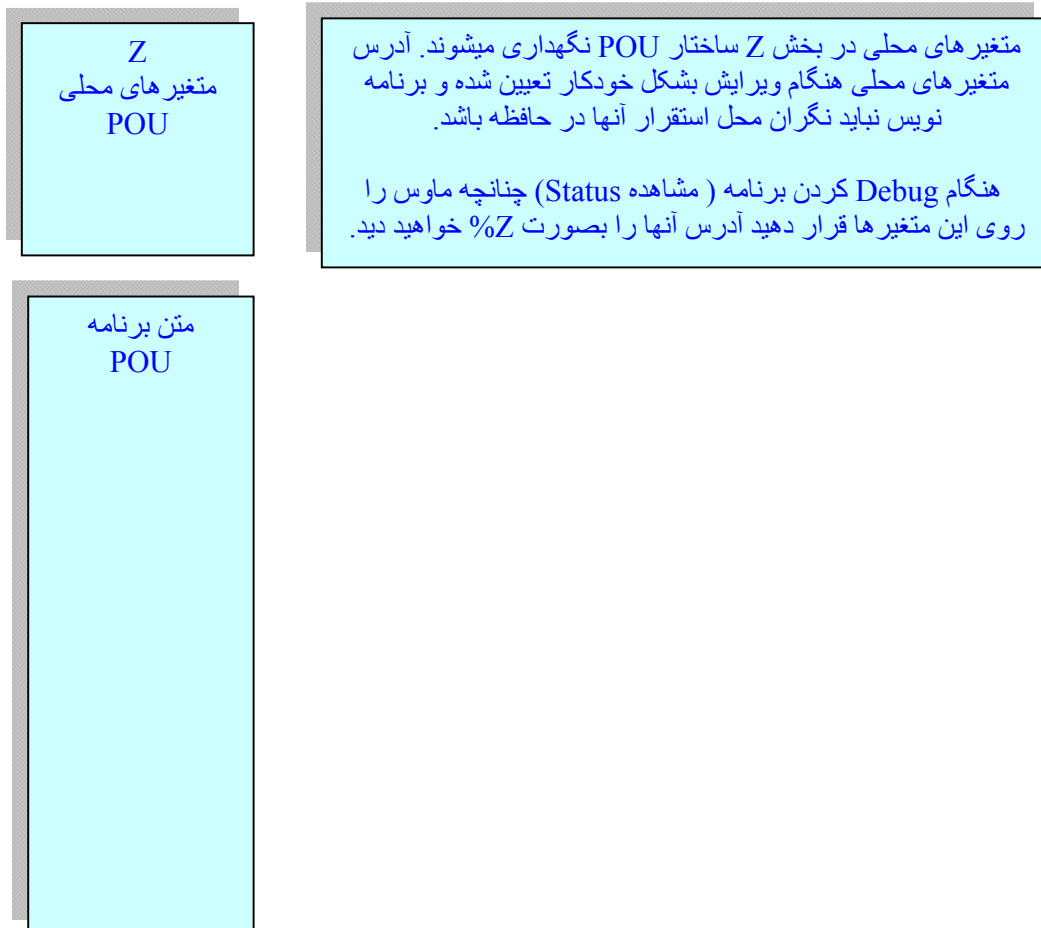 Z
متغیرهای محلی
POU
متغیرهای محلی در بخش Z ساختار POU نگهداری میشوند. آدرس
متغیرهای محلی هنگام ویرایش بشکل خودکار تعیین شده و برنامه
نویس نباید نگران محل استقرار آنها در حافظه باشد.
هنگام Debug کردن برنامه ( مشاهده Status) چنانچه ماوس را
روی این متغیرها قرار دهید آدرس آنها را بصورت %Z خواهید دید.
متن برنامه
POU